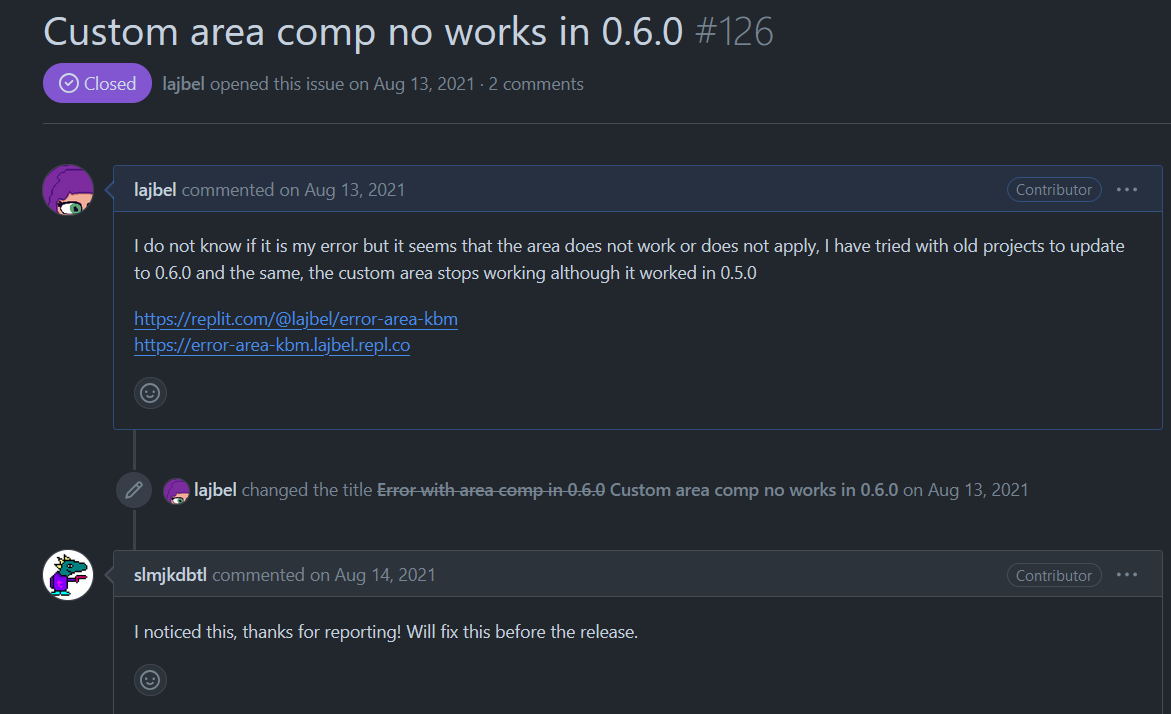 Custom area comp no works in 0.6.0 #126
Closed lajbel opened this issue on Aug 13, 2021 · 2 comments
lajbel commented on Aug 13, 2021 Contributor ···
I do not know if it is my error but it seems that the area does not work or does not apply, I have tried with old projects to update
to 0.6.0 and the same, the custom area stops working although it worked in 0.5.0
https://replit.com/@lajbel/error-area-kbm
https://error-area-kbm.lajbel.repl.co
lajbel changed the title Error with area comp in 0.6.0 Custom area comp no works in 0.6.0 on Aug 13, 2021
slmjkdbtl commented on Aug 14, 2021 Contributor ···
I noticed this, thanks for reporting! Will fix this before the release.